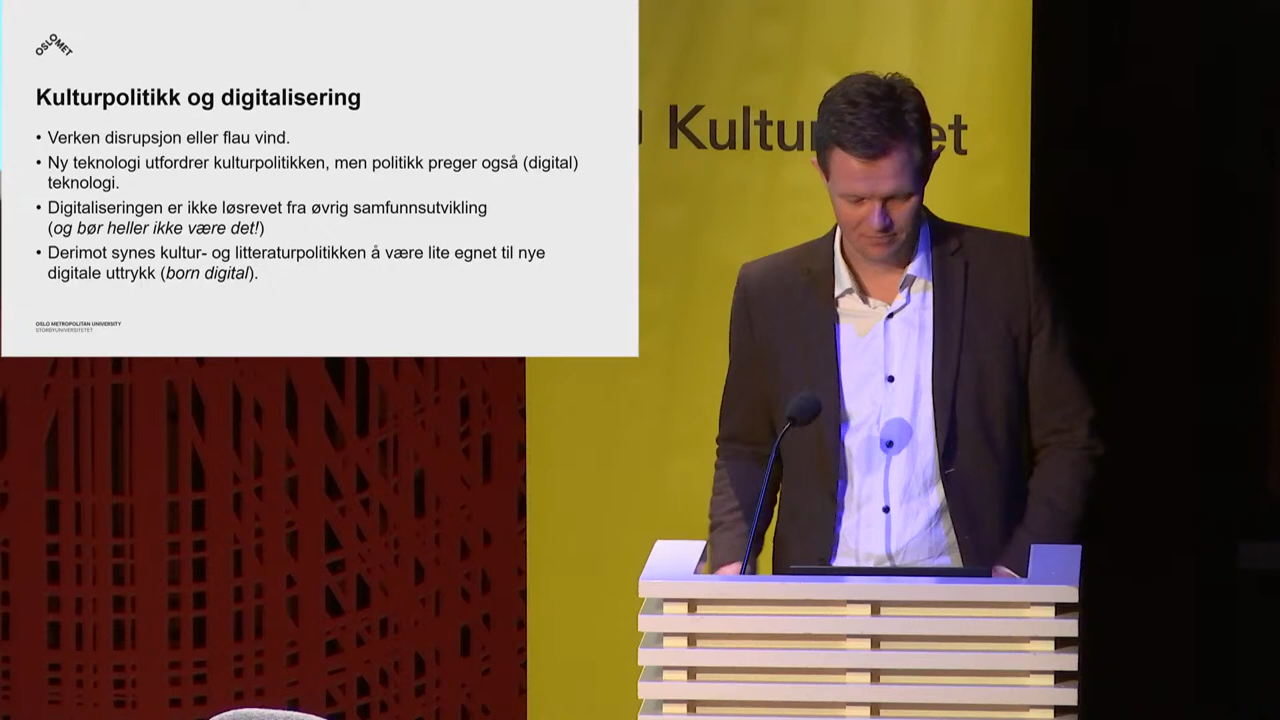 OSLOMET
Kulturpolitikk og digitalisering
• Verken disrupsjon eller flau vind.
• Ny teknologi utfordrer kulturpolitikken, men politikk preger også (digital)
teknologi.
• Digitaliseringen er ikke løsrevet fra øvrig samfunnsutvikling
(og bør heller ikke være det!)
• Derimot synes kultur- og litteraturpolitikken å være lite egnet til nye
digitale uttrykk (born digital).
OSLO METROPOLITAN UNIVERSITY
STORBYUNIVERSITETET
Kultu et